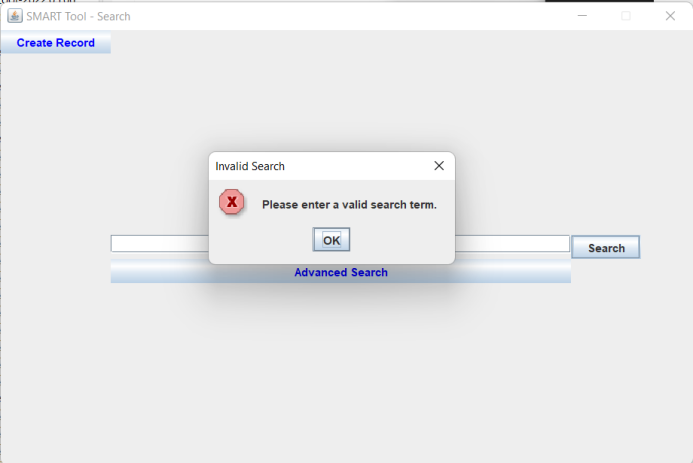 SMART Tool - Search
Create Record
Invalid Search
Please enter a valid search term.
OK
Search
Advanced Search